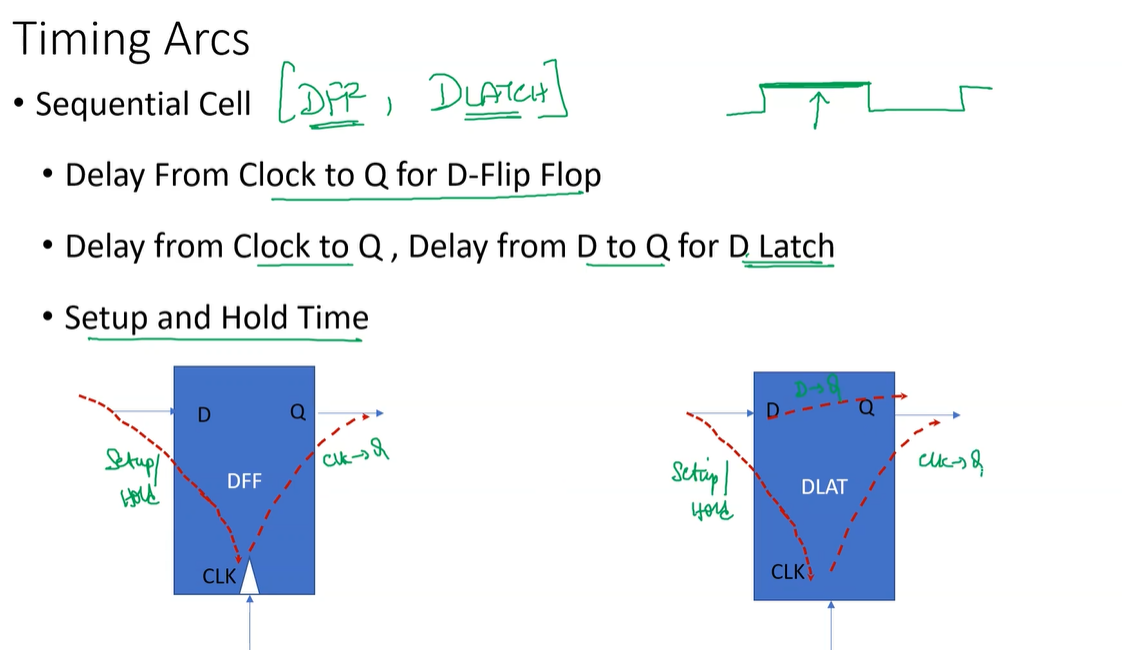 Timing Arcs
• Sequential Cell [DFF, DLATCH]
• Delay From Clock to Q for D-Flip Flop
• Delay from Clock to Q , Delay from D to Q for D Latch
• Setup and Hold Time
D Q
Setup/
Hold
CLK→Q
DFF
CLK
D→Q
D Q
Setup/
Hold
CLK→Q
DLAT
CLK